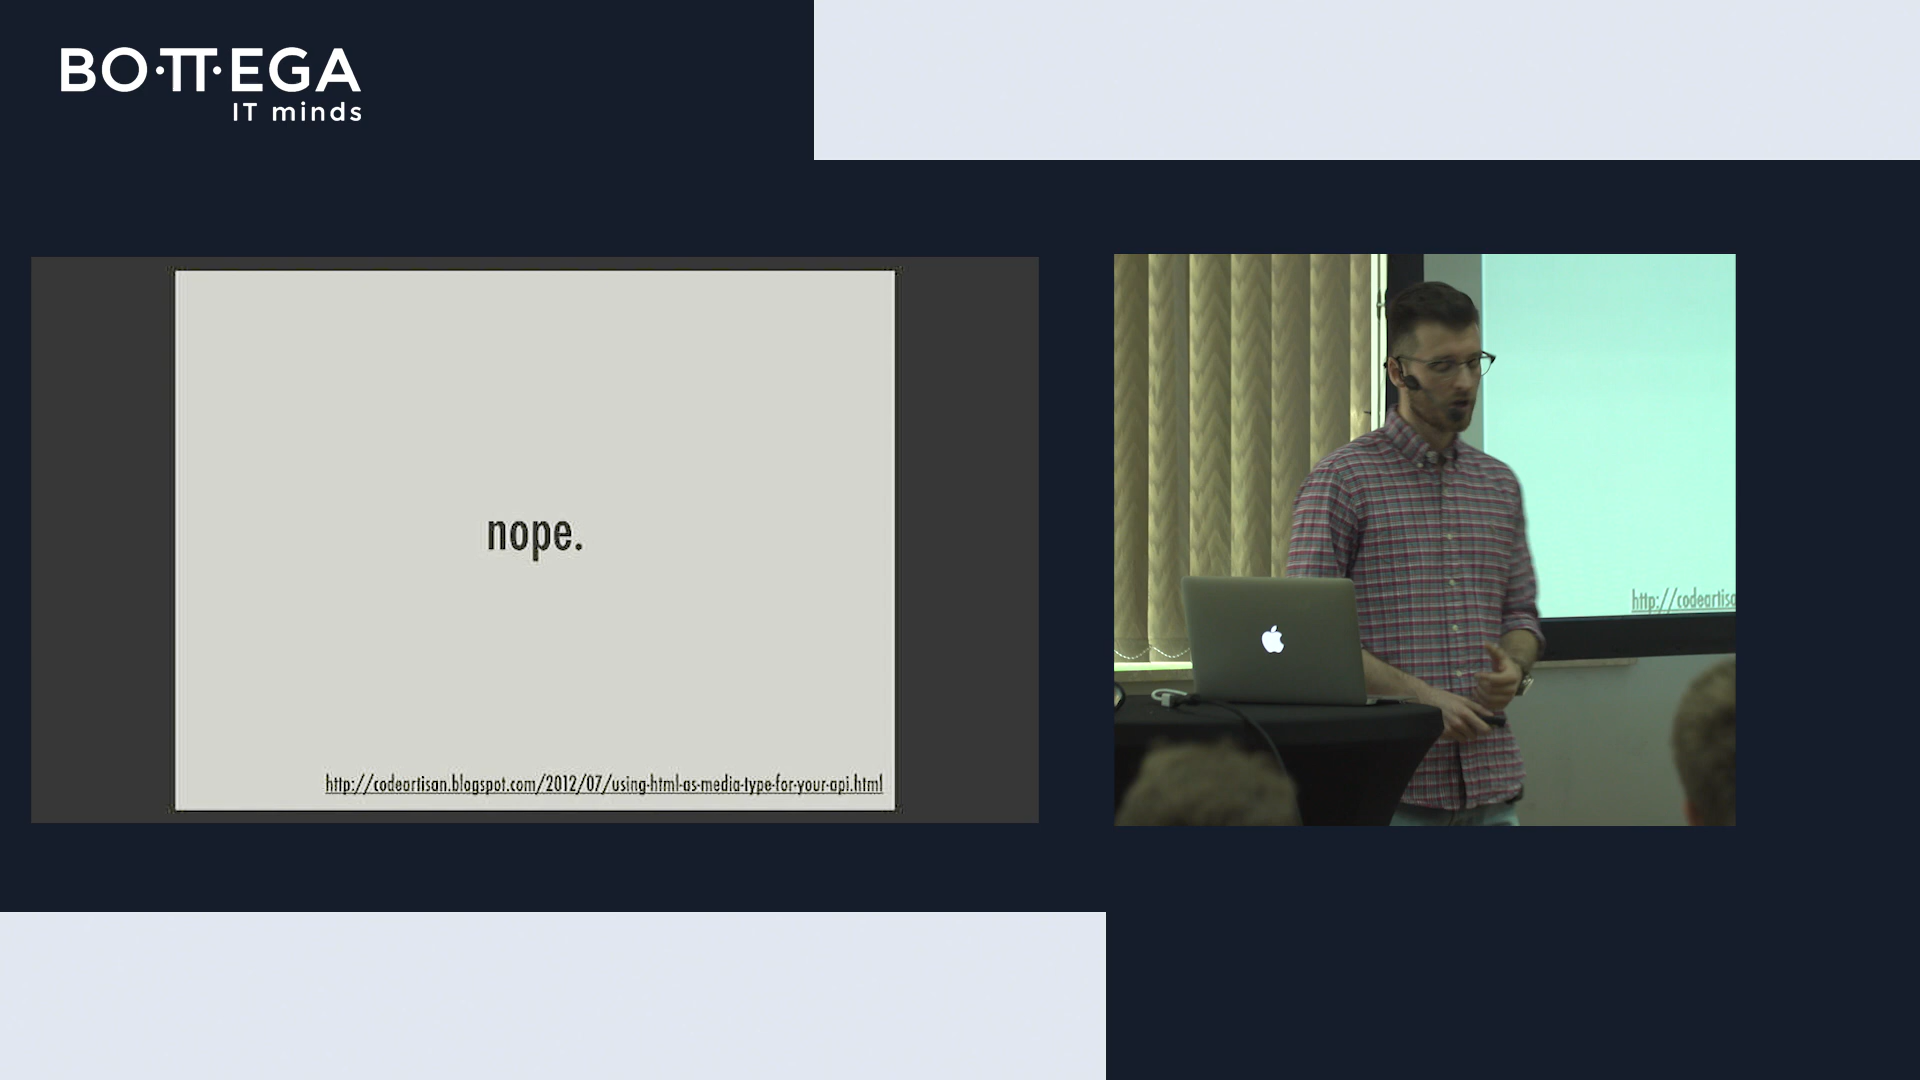 BO·TT·EGA
IT minds
nope.
http://codeartisan.blogspot.com/2012/07/using-html-as-media-type-for-your-api.html
http://codeartisa